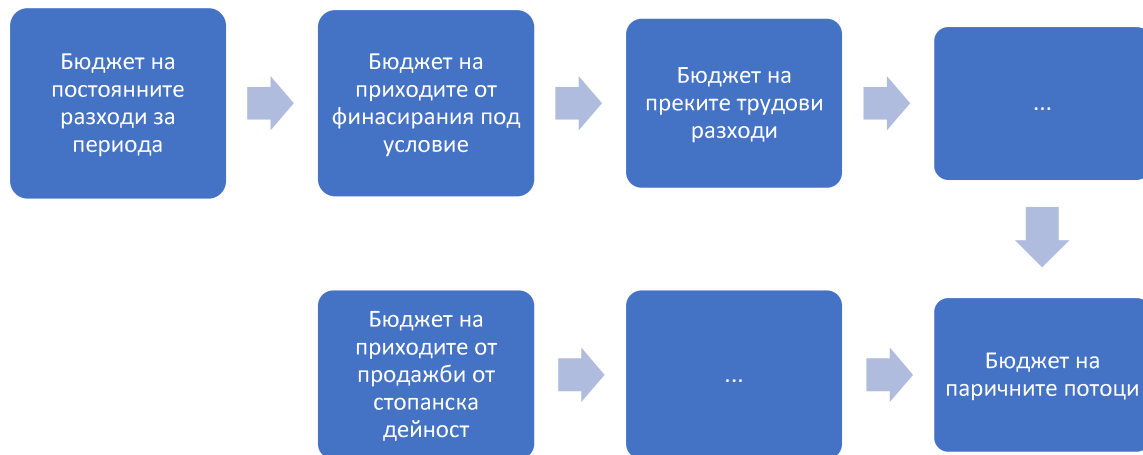 Бюджет на
постоянните
разходи за
периода
Бюджет на
приходите от
финасирания под
условие
Бюджет на
преките трудови
разходи
...
Бюджет на
приходите от
продажби от
стопанска
дейност
...
Бюджет на
паричните потоци